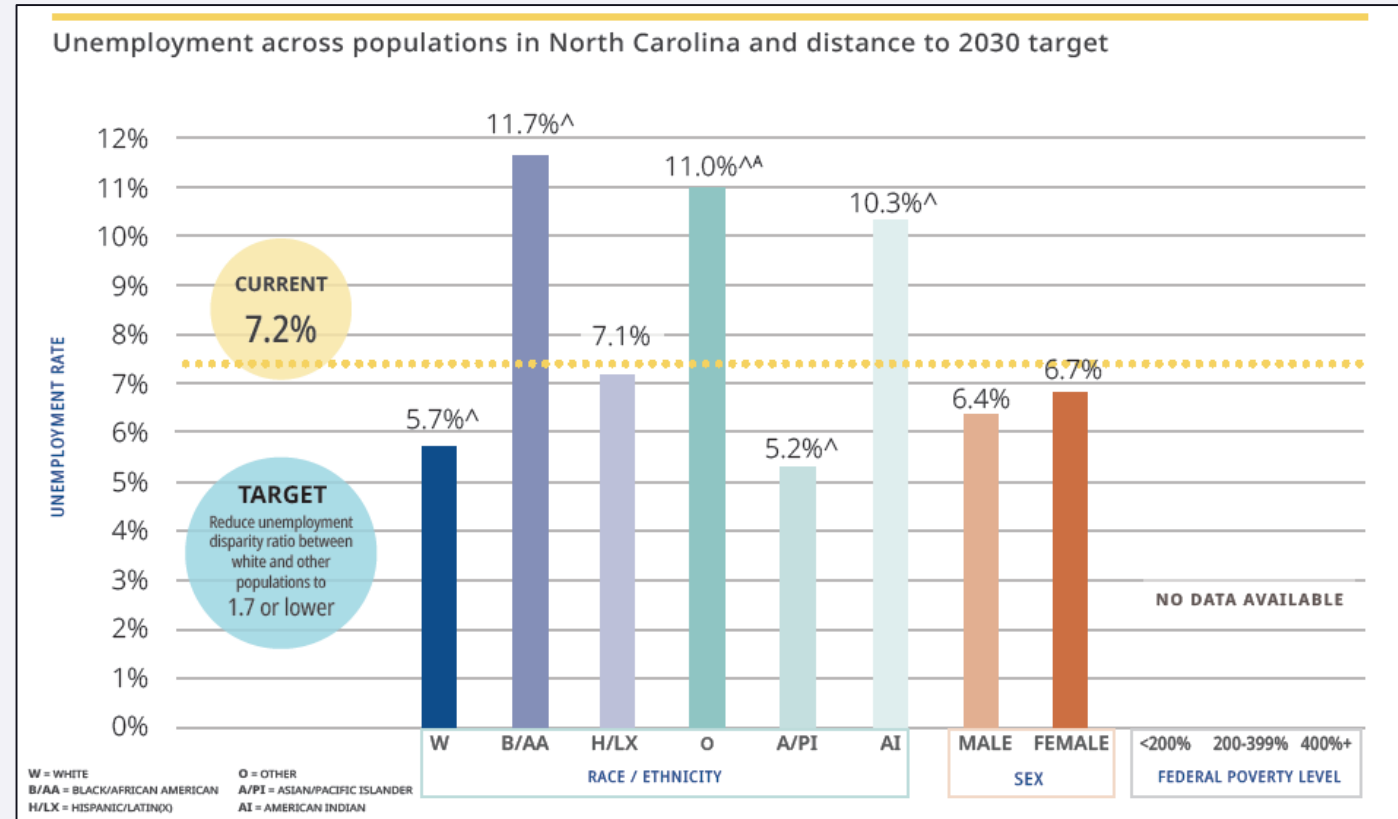 Unemployment across populations in North Carolina and distance to 2030 target
12%
11%
10%
9%
8%
7%
6%
5%
4%
3%
2%
1%
0%
UNEMPLOYMENT RATE
CURRENT
7.2%
TARGET
Reduce unemployment
disparity ratio between
white and other
populations to
1.7 or lower
5.7%^
11.7%^
7.1%
11.0%^ᴬ
5.2%^
10.3%^
6.4%
6.7%
NO DATA AVAILABLE
W B/AA H/LX O A/PI AI MALE FEMALE <200% 200-399% 400%+
RACE / ETHNICITY SEX FEDERAL POVERTY LEVEL
W = WHITE O = OTHER
B/AA = BLACK/AFRICAN AMERICAN A/PI = ASIAN/PACIFIC ISLANDER
H/LX = HISPANIC/LATIN(X) AI = AMERICAN INDIAN